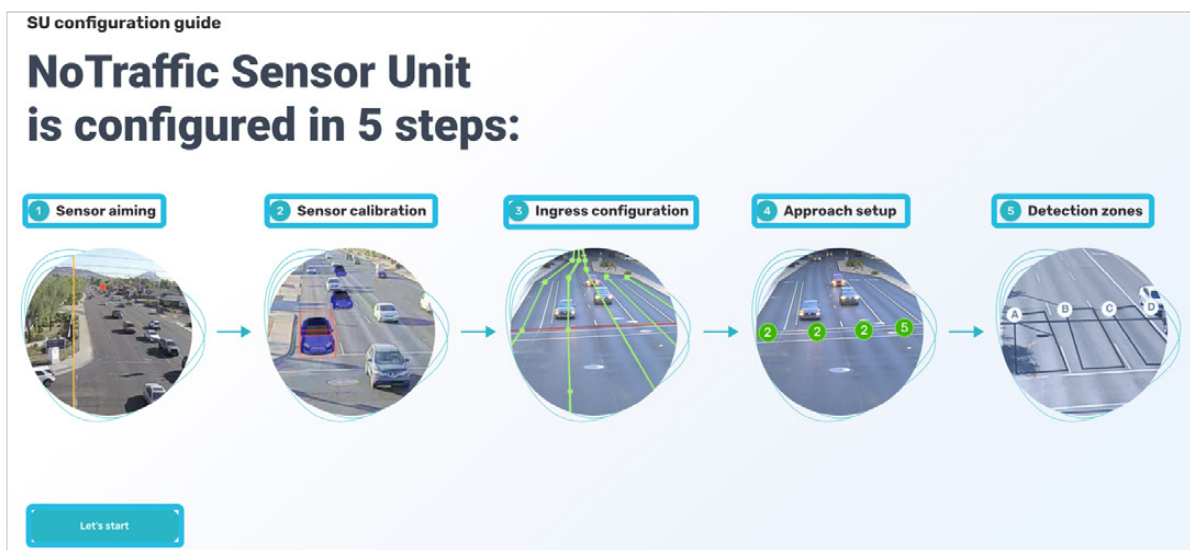 SU configuration guide
NoTraffic Sensor Unit
is configured in 5 steps:
1 Sensor aiming
2 Sensor calibration
3 Ingress configuration
4 Approach setup
5 Detection zones
2 2 2 5
A B C D
Let's start